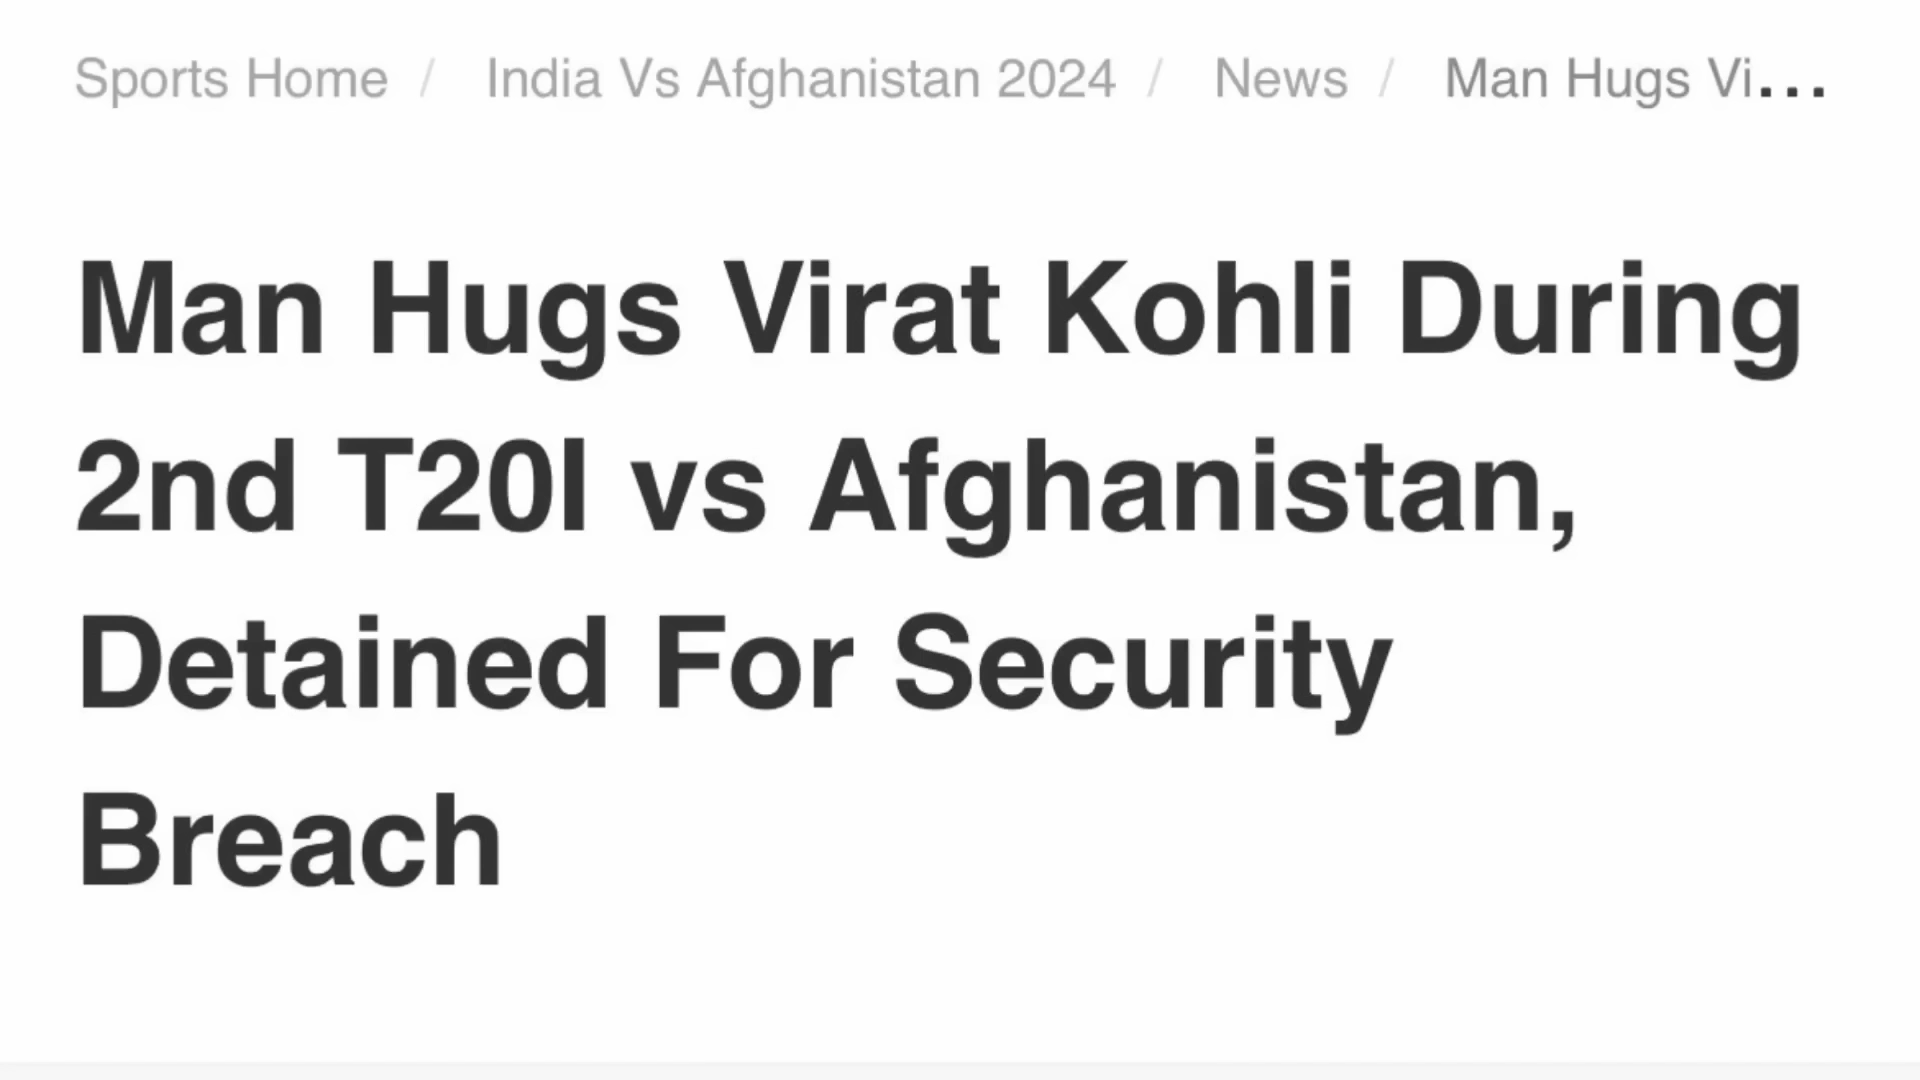 Sports Home / India Vs Afghanistan 2024 / News / Man Hugs Vi...
Man Hugs Virat Kohli During
2nd T20I vs Afghanistan,
Detained For Security
Breach